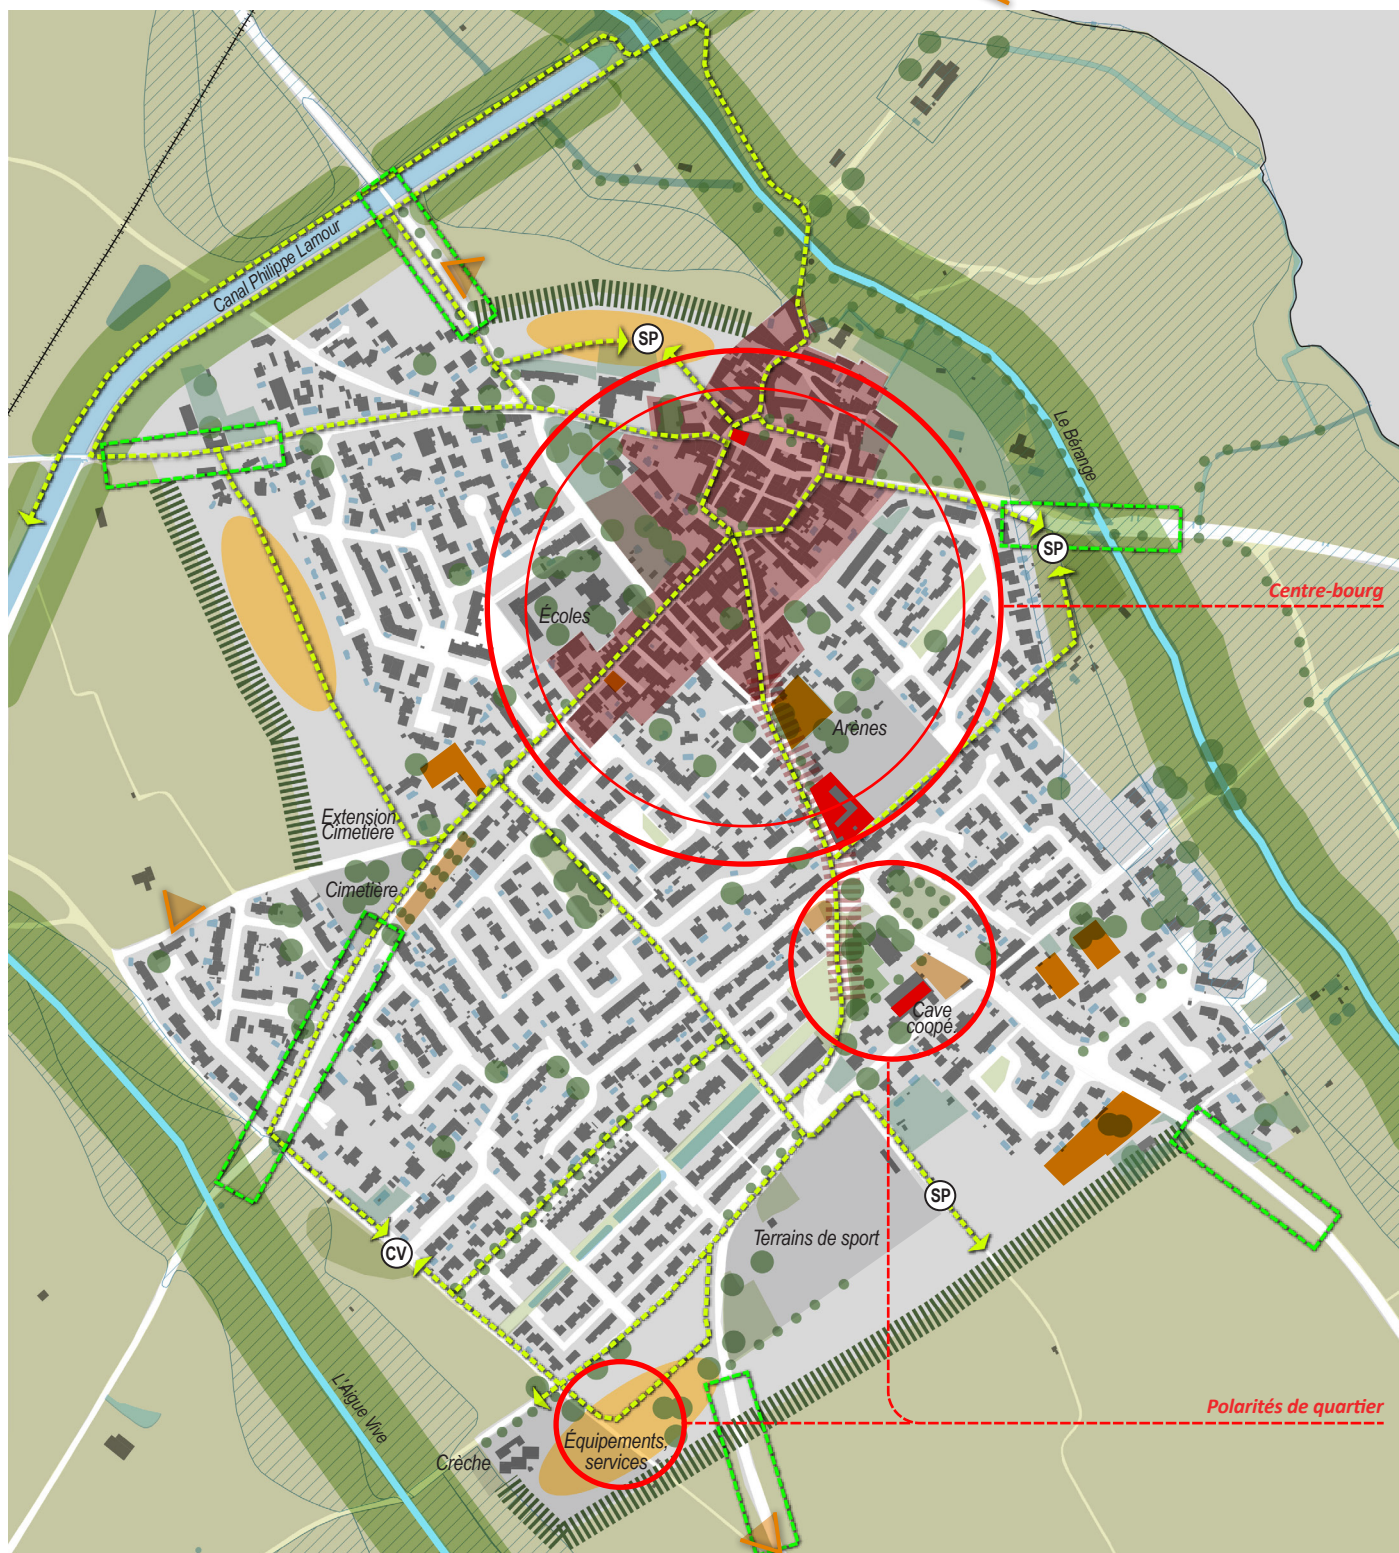 Canal Philippe Lamour
SP
Le Bérange
SP
Centre-bourg
Écoles
Arènes
Extension
Cimetière
Cimetière
Cave
coopé.
SP
Terrains de sport
CV
L'Aigue Vive
Polarités de quartier
Équipements,
services
Crèche